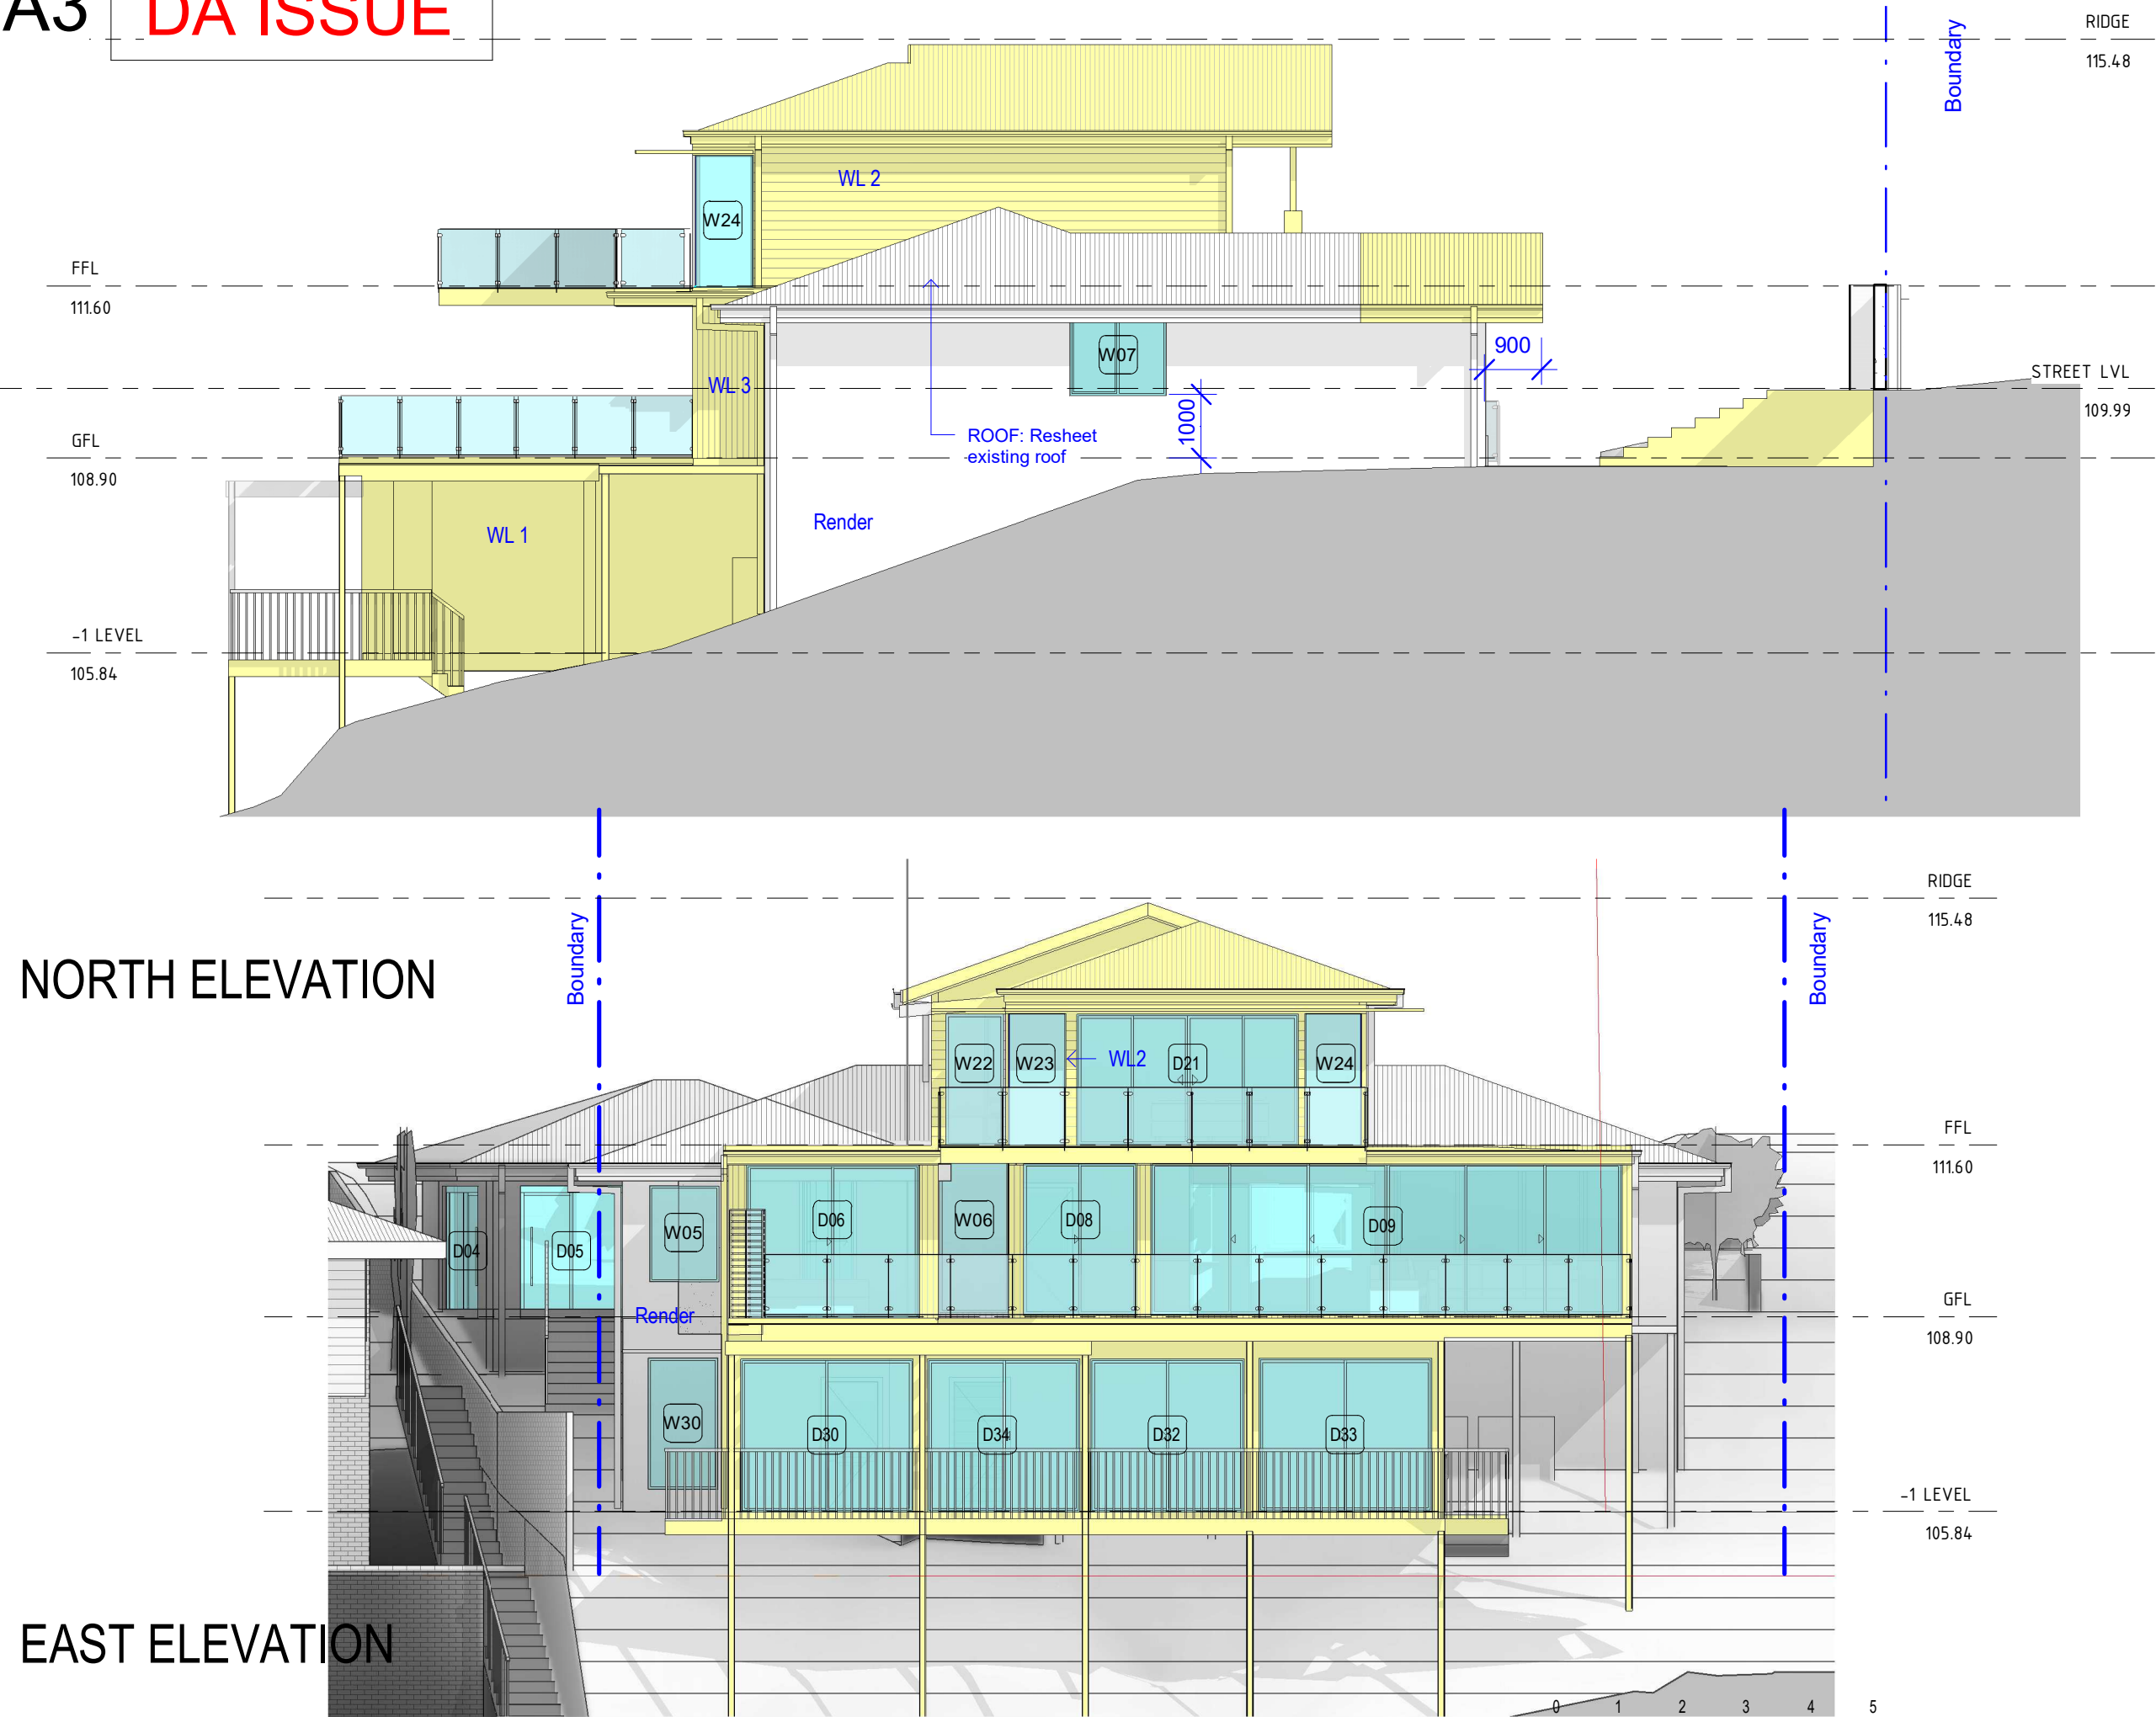 A3
DA ISSUE
RIDGE
115.48
Boundary
WL 2
W24
FFL
111.60
W07
900
WL 3
STREET LVL
109.99
1000
GFL
108.90
ROOF: Resheet
existing roof
Render
WL 1
-1 LEVEL
105.84
RIDGE
115.48
Boundary
Boundary
NORTH ELEVATION
W22
W23
WL2
D21
W24
FFL
111.60
D04
D05
W05
D06
W06
D08
D09
GFL
108.90
Render
W30
D30
D34
D32
D33
-1 LEVEL
105.84
EAST ELEVATION
0 1 2 3 4 5